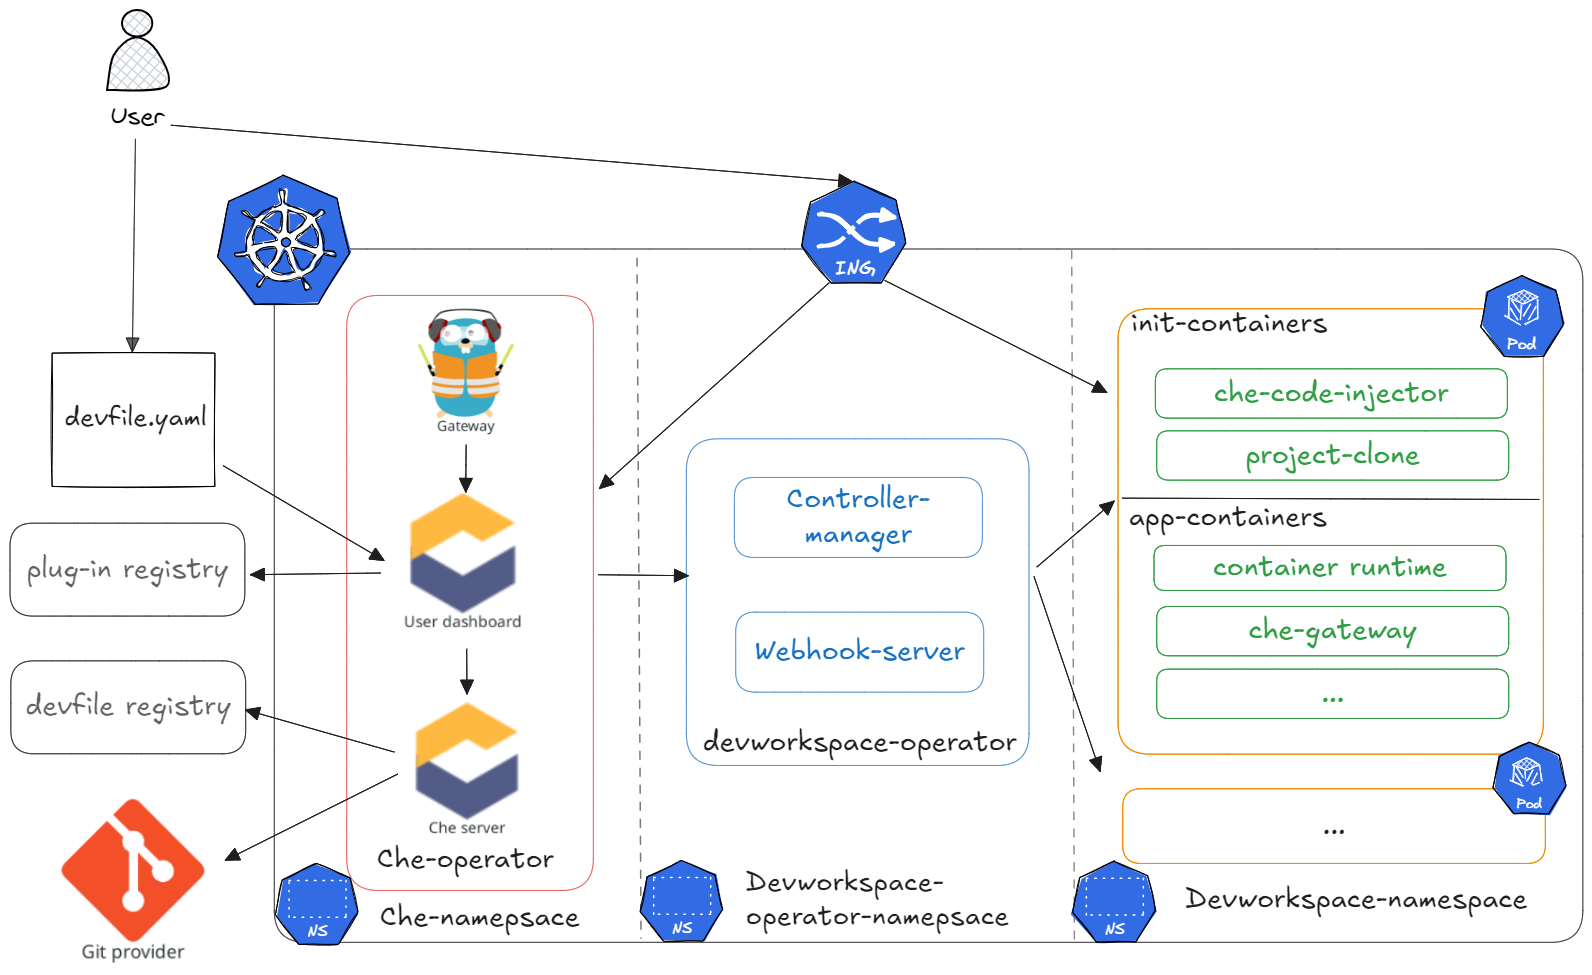 User
ING
devfile.yaml
plug-in registry
devfile registry
Git provider
Gateway
User dashboard
Che server
Che-operator
NS
Che-namepsace
Controller-
manager
Webhook-server
devworkspace-operator
NS
Devworkspace-
operator-namepsace
Pod
init-containers
che-code-injector
project-clone
app-containers
container runtime
che-gateway
...
Pod
...
NS
Devworkspace-namespace